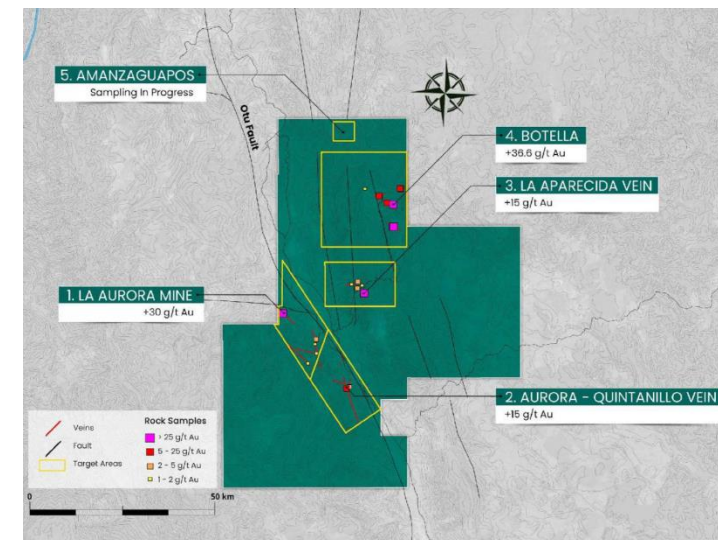 5. AMANZAGUAPOS
Sampling In Progress
Otu Fault
4. BOTELLA
+36.6 g/t Au
3. LA APARECIDA VEIN
+15 g/t Au
1. LA AURORA MINE
+30 g/t Au
2. AURORA - QUINTANILLO VEIN
+15 g/t Au
Veins
Fault
Target Areas
Rock Samples
> 25 g/t Au
5 - 25 g/t Au
2 - 5 g/t Au
1 - 2 g/t Au
0 50 km